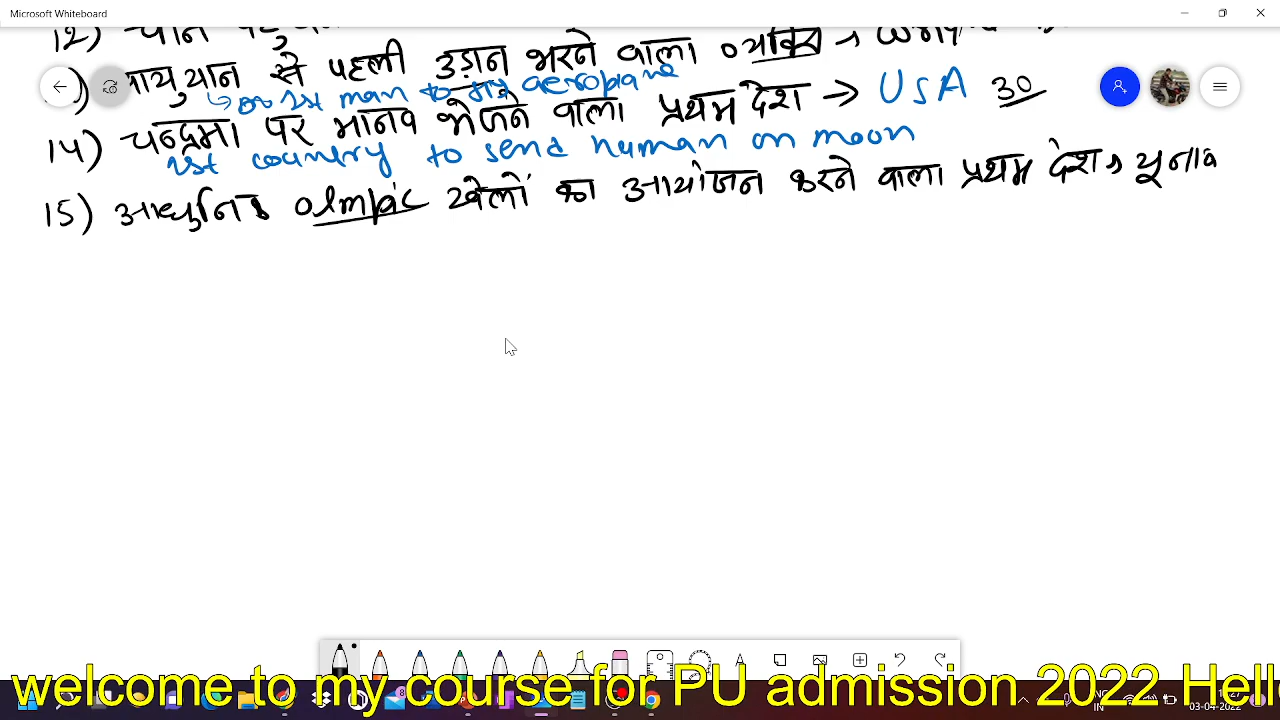 Microsoft Whiteboard
12) चीन
वायुयान से पहली उड़ान भरने वाला व्यक्ति →
↳ 1st man to fly aeroplane
14) चन्द्रमा पर मानव भेजने वाला प्रथम देश → USA 30
1st country to send human on moon
15) आधुनिक olmpic खेलों का आयोजन करने वाला प्रथम देश → यूनान
welcome to my course for PU admission 2022 Hell
03-04-2022